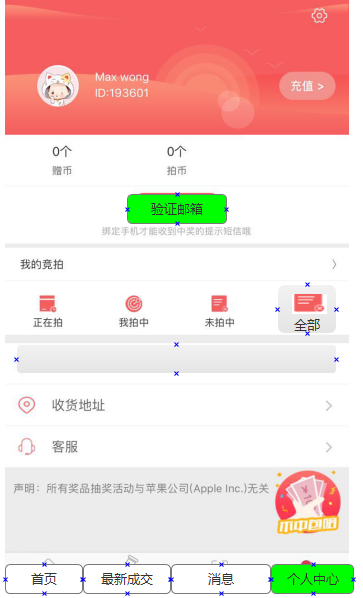 Max wong
ID:193601
充值 >
0个
0个
赠币
拍币
验证邮箱
绑定手机才能收到中奖的提示短信哦
我的竞拍
正在拍
我拍中
未拍中
全部
收货地址
客服
声明：所有奖品抽奖活动与苹果公司(Apple Inc.)无关
首页
最新成交
消息
个人中心